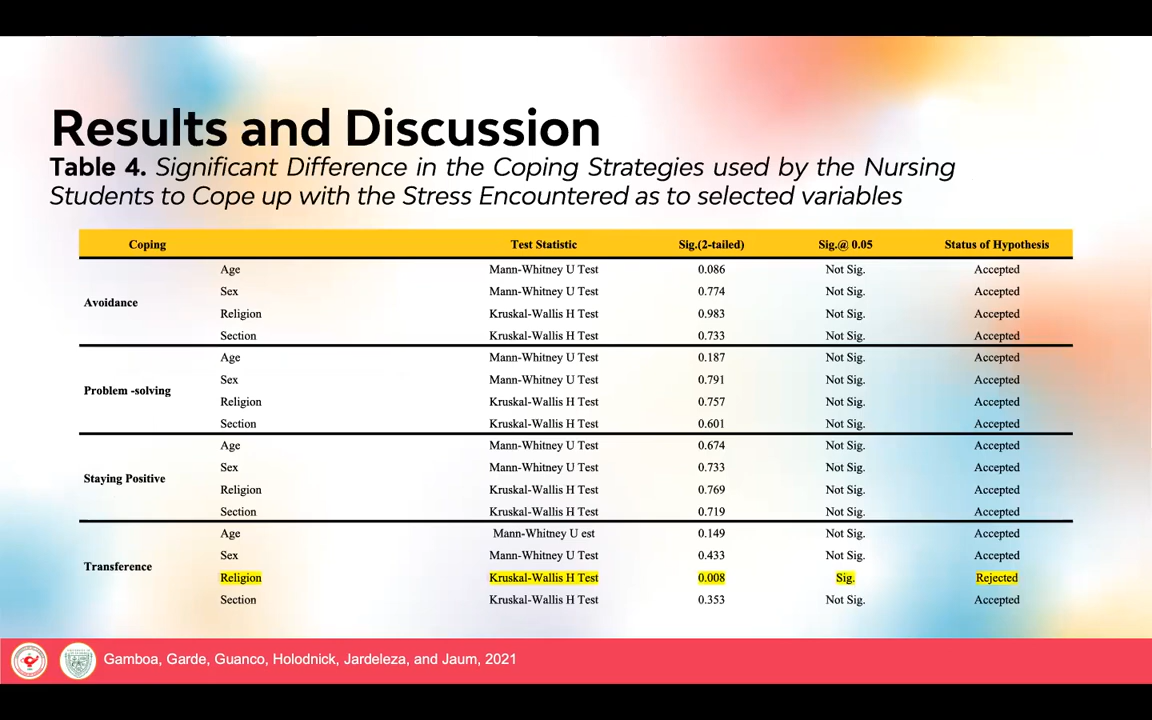 Results and Discussion
Table 4. Significant Difference in the Coping Strategies used by the Nursing
Students to Cope up with the Stress Encountered as to selected variables
Coping Test Statistic Sig.(2-tailed) Sig.@ 0.05 Status of Hypothesis
Avoidance
Age Mann-Whitney U Test 0.086 Not Sig. Accepted
Sex Mann-Whitney U Test 0.774 Not Sig. Accepted
Religion Kruskal-Wallis H Test 0.983 Not Sig. Accepted
Section Kruskal-Wallis H Test 0.733 Not Sig. Accepted
Problem -solving
Age Mann-Whitney U Test 0.187 Not Sig. Accepted
Sex Mann-Whitney U Test 0.791 Not Sig. Accepted
Religion Kruskal-Wallis H Test 0.757 Not Sig. Accepted
Section Kruskal-Wallis H Test 0.601 Not Sig. Accepted
Staying Positive
Age Mann-Whitney U Test 0.674 Not Sig. Accepted
Sex Mann-Whitney U Test 0.733 Not Sig. Accepted
Religion Kruskal-Wallis H Test 0.769 Not Sig. Accepted
Section Kruskal-Wallis H Test 0.719 Not Sig. Accepted
Transference
Age Mann-Whitney U est 0.149 Not Sig. Accepted
Sex Mann-Whitney U Test 0.433 Not Sig. Accepted
Religion Kruskal-Wallis H Test 0.008 Sig. Rejected
Section Kruskal-Wallis H Test 0.353 Not Sig. Accepted
Gamboa, Garde, Guanco, Holodnick, Jardeleza, and Jaum, 2021